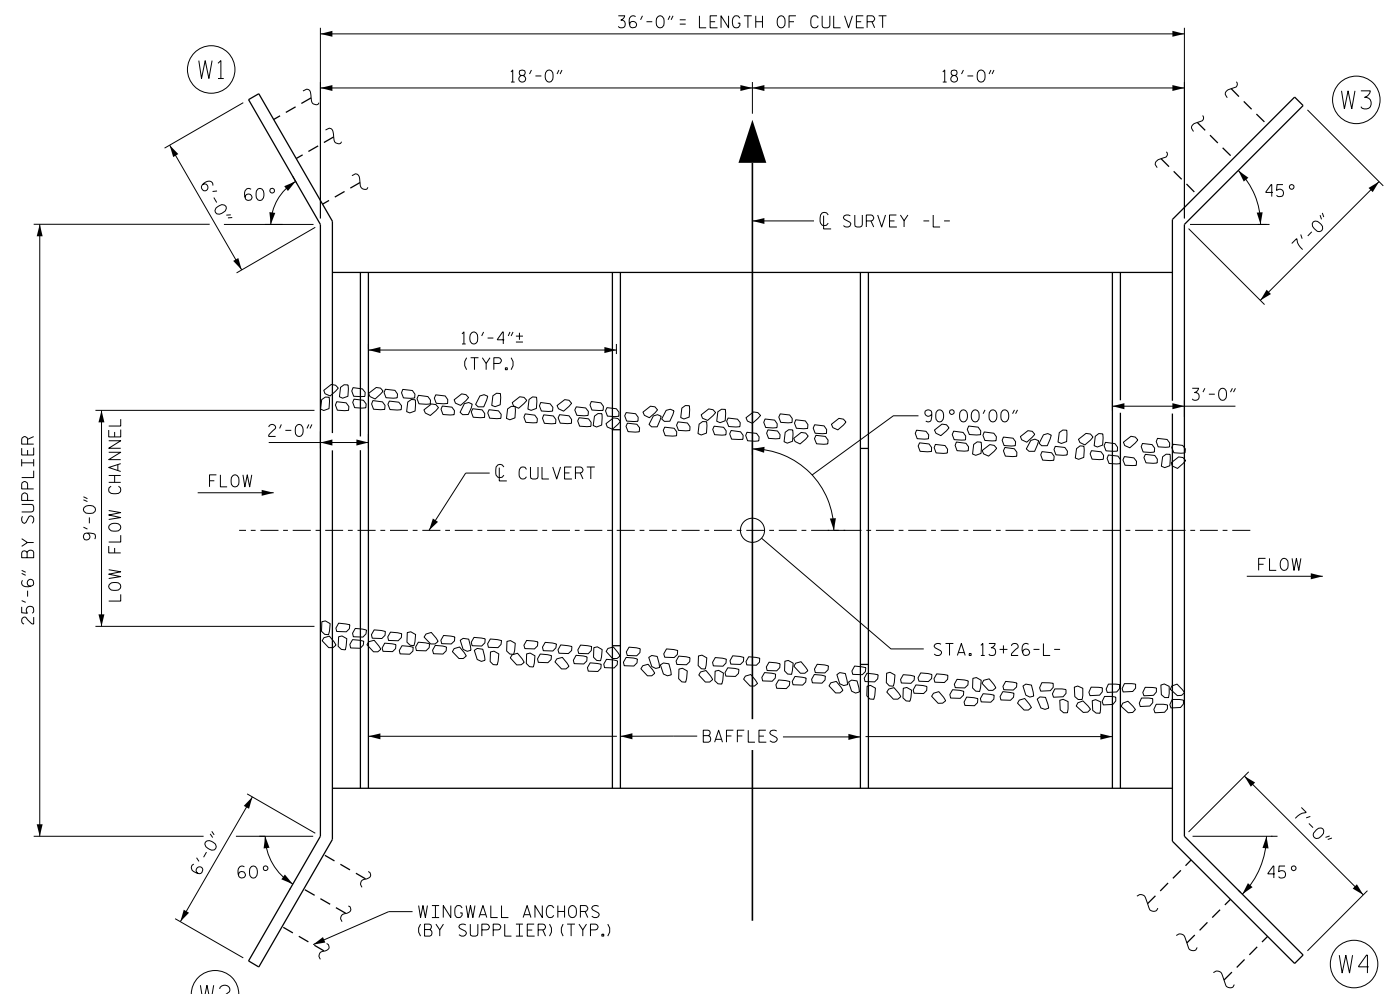 36'-0" = LENGTH OF CULVERT
18'-0"
18'-0"
W1
W3
6'-0"
60°
45°
7'-0"
℄ SURVEY -L-
10'-4"±
(TYP.)
3'-0"
90°00'00"
2'-0"
℄ CULVERT
FLOW
25'-6" BY SUPPLIER
9'-0"
LOW FLOW CHANNEL
FLOW
STA. 13+26-L-
BAFFLES
6'-0"
60°
7'-0"
45°
WINGWALL ANCHORS
(BY SUPPLIER) (TYP.)
W4